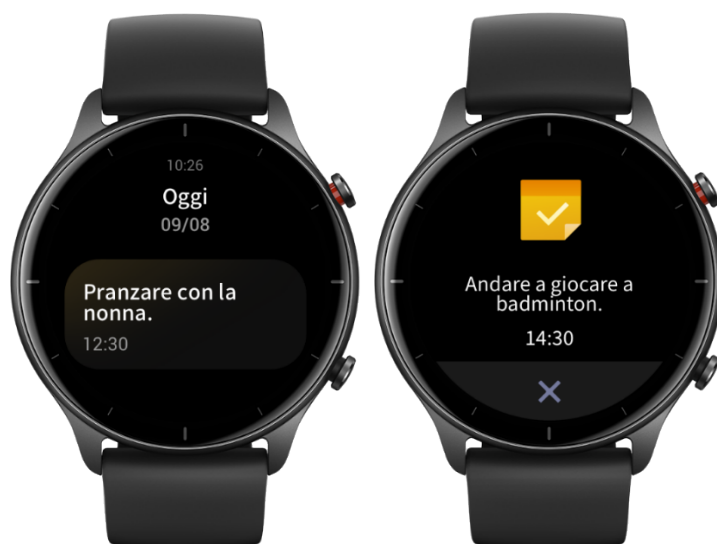 10:26
Oggi
09/08
Pranzare con la
nonna.
12:30
Andare a giocare a
badminton.
14:30